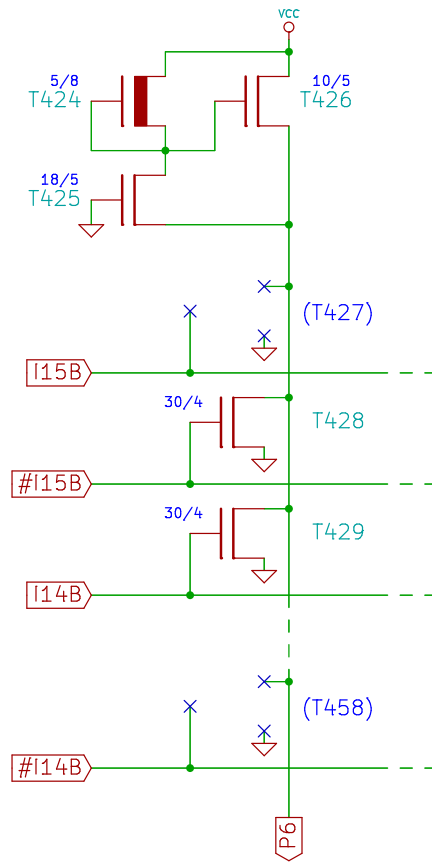 VCC
5/8
T424
10/5
T426
18/5
T425
(T427)
I15B
30/4
T428
#I15B
30/4
T429
I14B
(T458)
#I14B
P6